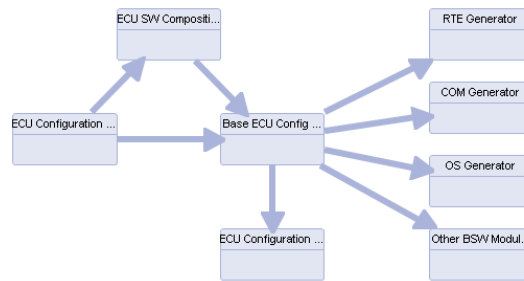 ECU SW Compositi...
RTE Generator
COM Generator
ECU Configuration ...
Base ECU Config ...
OS Generator
ECU Configuration ...
Other BSW Modul...